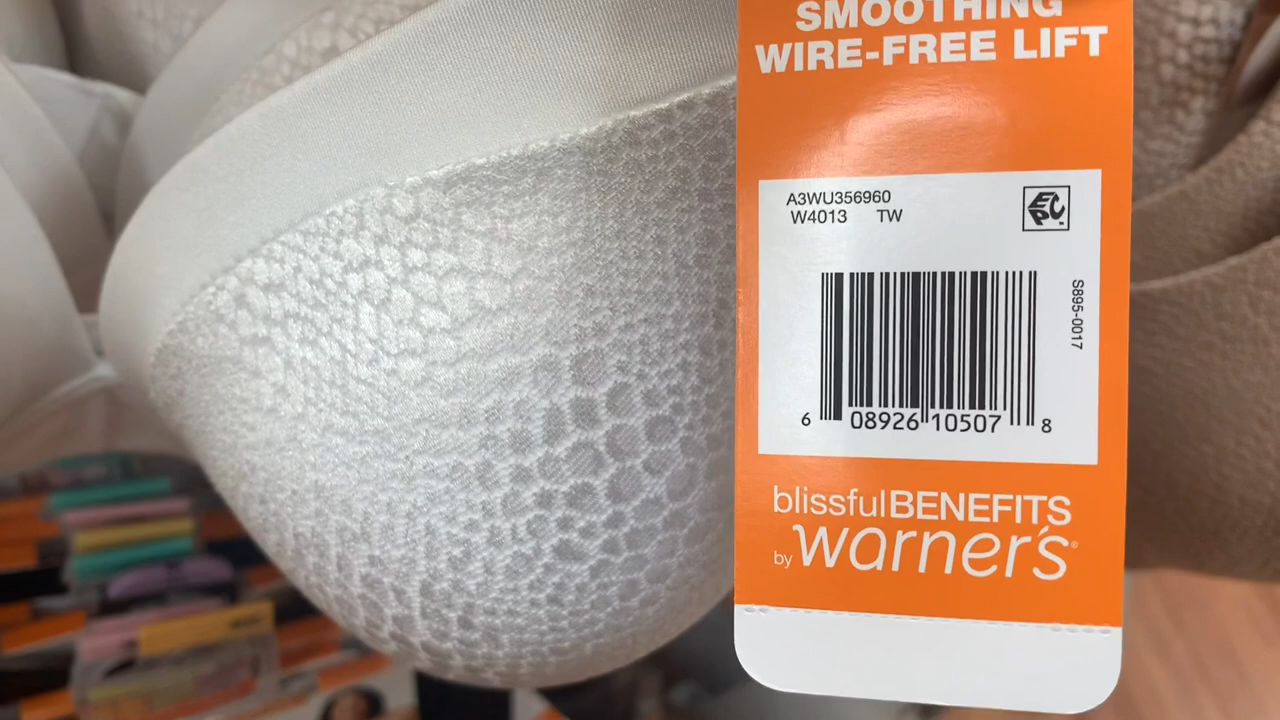 SMOOTHING
WIRE-FREE LIFT
A3WU356960
W4013 TW
EPC
S895-0017
6 08926 10507 8
blissfulBENEFITS
by warner's®